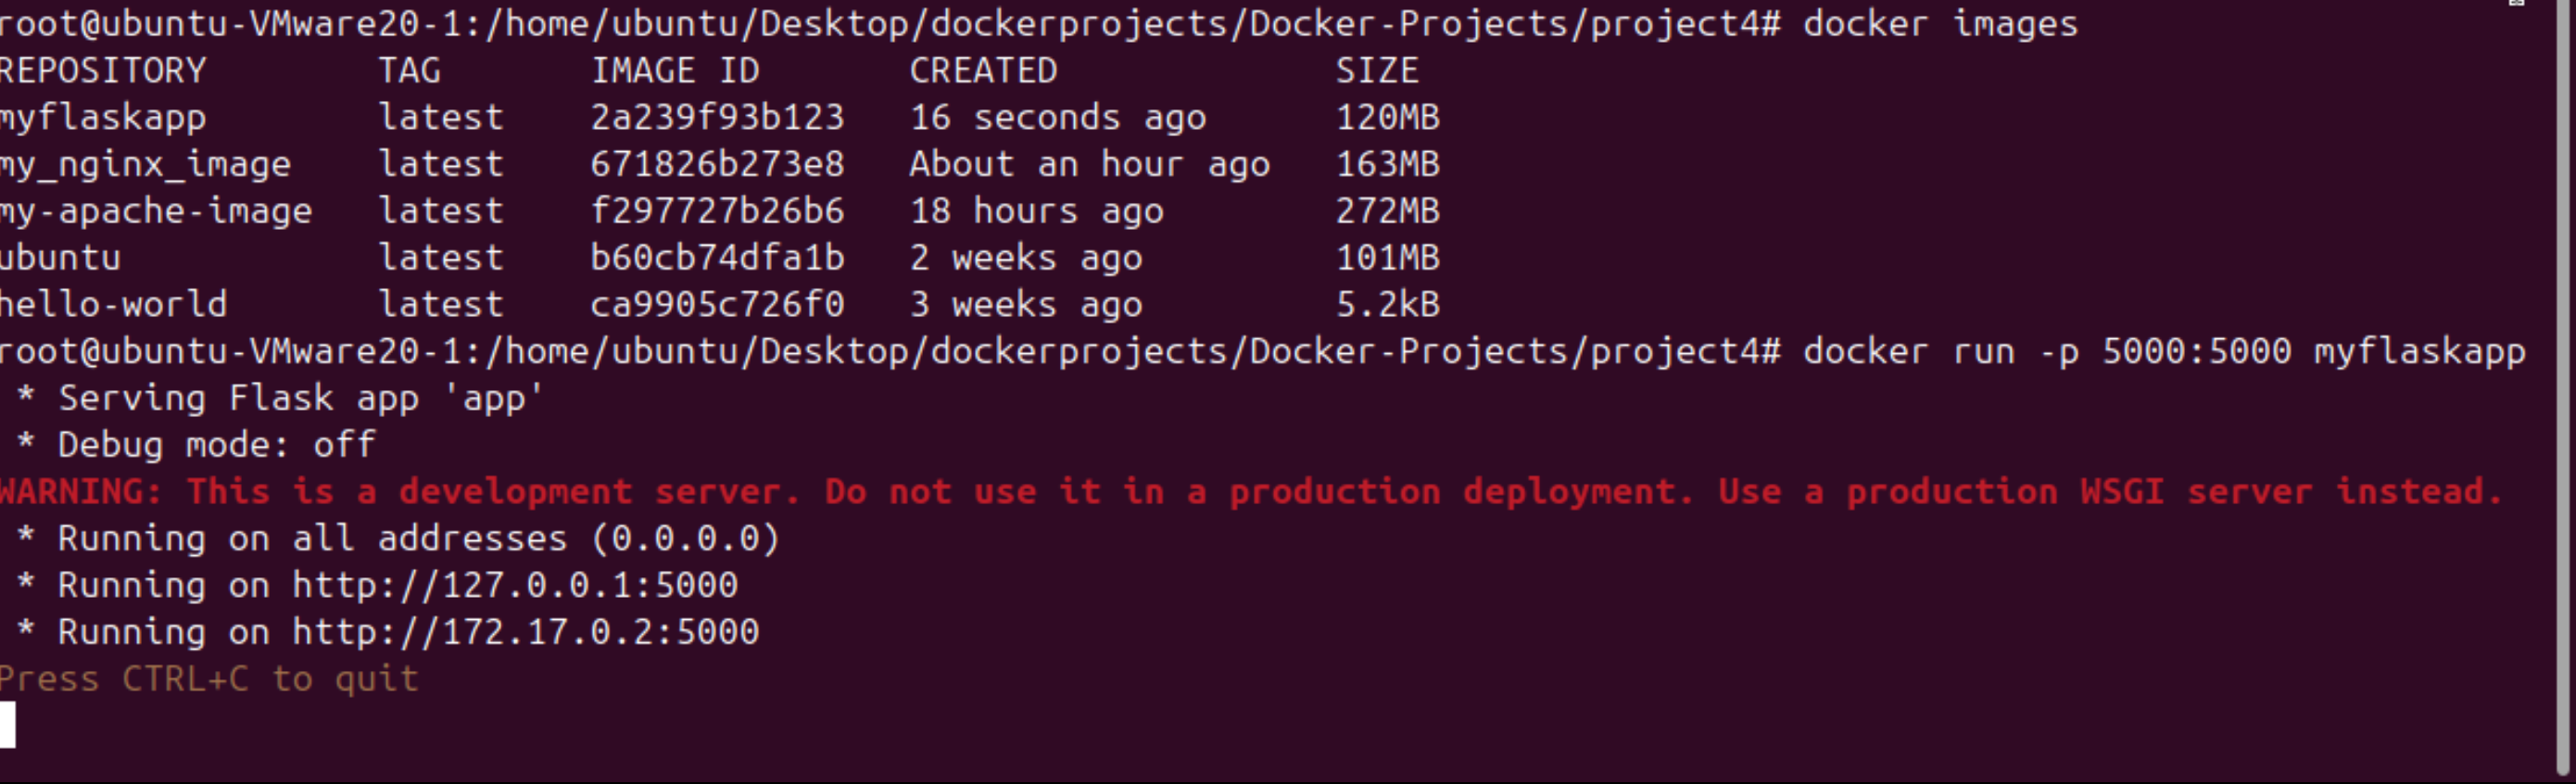 root@ubuntu-VMware20-1:/home/ubuntu/Desktop/dockerprojects/Docker-Projects/project4# docker images
REPOSITORY TAG IMAGE ID CREATED SIZE
myflaskapp latest 2a239f93b123 16 seconds ago 120MB
my_nginx_image latest 671826b273e8 About an hour ago 163MB
my-apache-image latest f297727b26b6 18 hours ago 272MB
ubuntu latest b60cb74dfa1b 2 weeks ago 101MB
hello-world latest ca9905c726f0 3 weeks ago 5.2kB
root@ubuntu-VMware20-1:/home/ubuntu/Desktop/dockerprojects/Docker-Projects/project4# docker run -p 5000:5000 myflaskapp
* Serving Flask app 'app'
* Debug mode: off
WARNING: This is a development server. Do not use it in a production deployment. Use a production WSGI server instead.
* Running on all addresses (0.0.0.0)
* Running on http://127.0.0.1:5000
* Running on http://172.17.0.2:5000
Press CTRL+C to quit